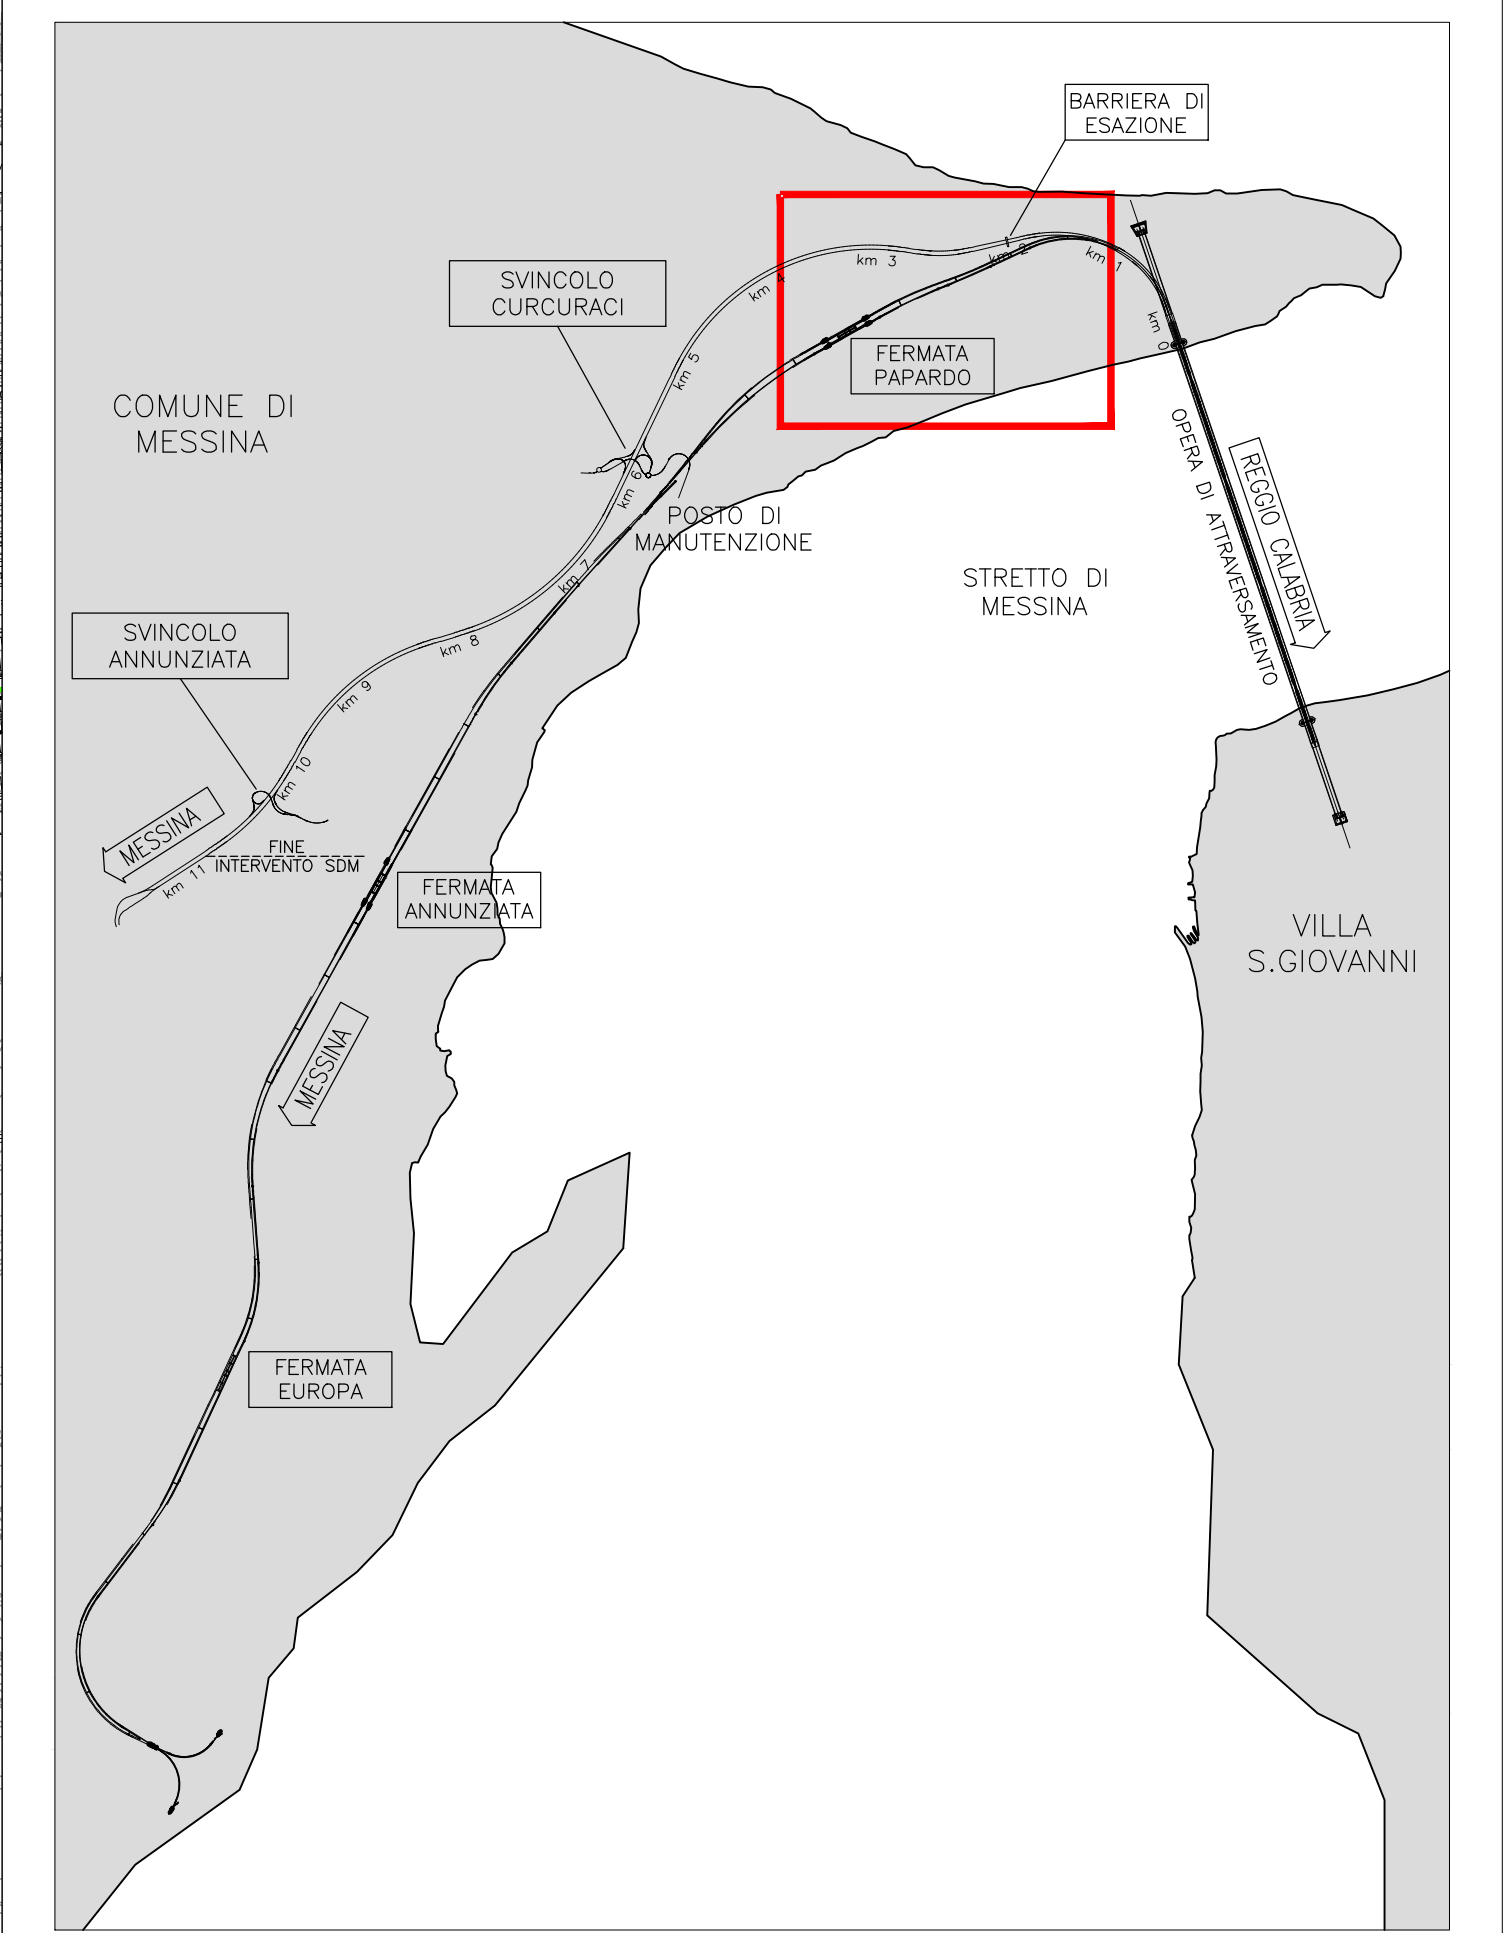 BARRIERA DI
ESAZIONE
SVINCOLO
CURCURACI
km 4
km 3
km 2
km 1
km 0
FERMATA
PAPARDO
km 5
COMUNE DI
MESSINA
km 6
POSTO DI
MANUTENZIONE
OPERA DI ATTRAVERSAMENTO
REGGIO CALABRIA
STRETTO DI
MESSINA
km 7
SVINCOLO
ANNUNZIATA
km 8
km 9
km 10
MESSINA
FINE
INTERVENTO SDM
km 11
FERMATA
ANNUNZIATA
VILLA
S.GIOVANNI
MESSINA
FERMATA
EUROPA